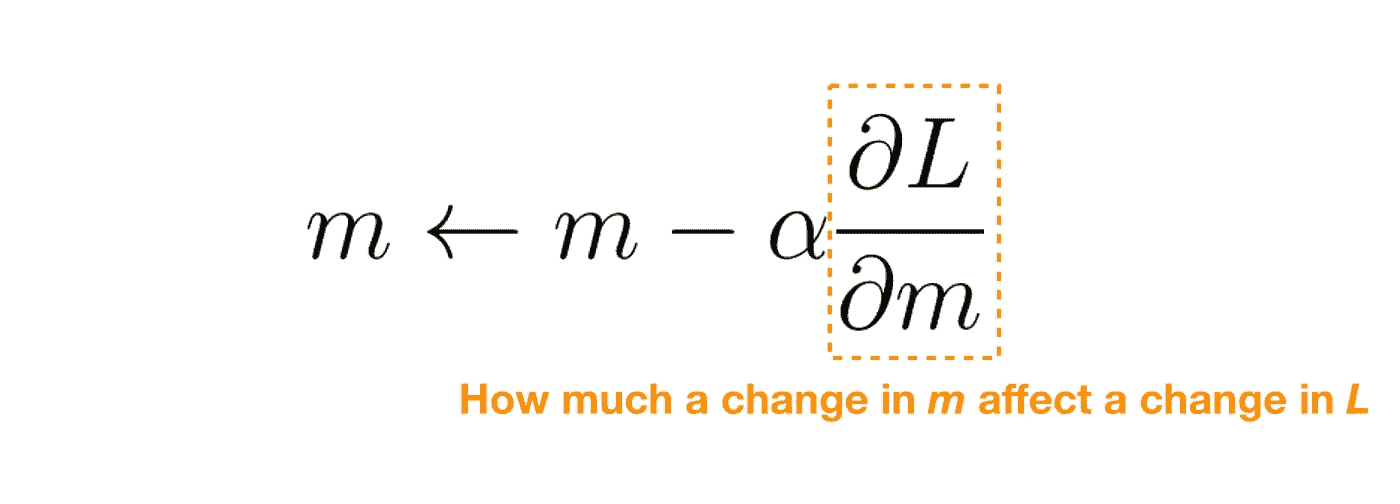 m ← m − α ∂L/∂m
How much a change in m affect a change in L